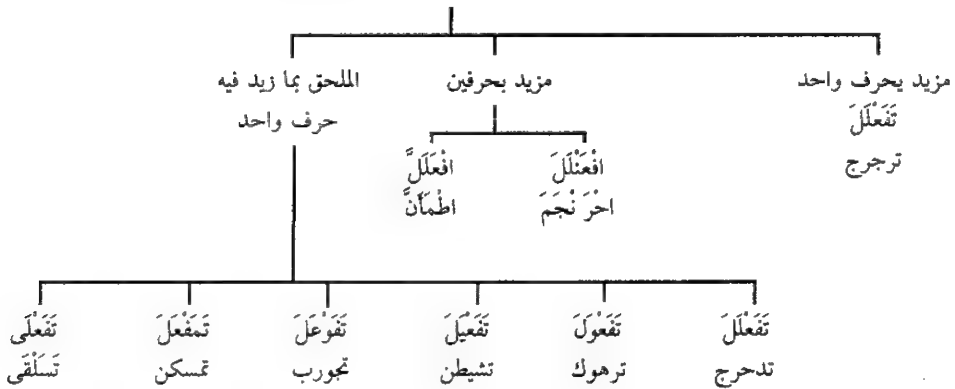 مزيد يحرف واحد
تَفَعْلَلَ
ترجرج
مزيد بحرفين
افْعَنْلَلَ
احْرَ نْجَمَ
افْعَلَلَّ
اطْمَأَنَّ
الملحق بما زيد فيه
حرف واحد
تَفَعْلَلَ
تدحرج
تَفَعْوَلَ
ترهوك
تَفَعْيَلَ
تشيطن
تَفَوْعَلَ
تجورب
تَمَفْعَلَ
تمسكن
تَفَعْلَى
تَسَلْقَى